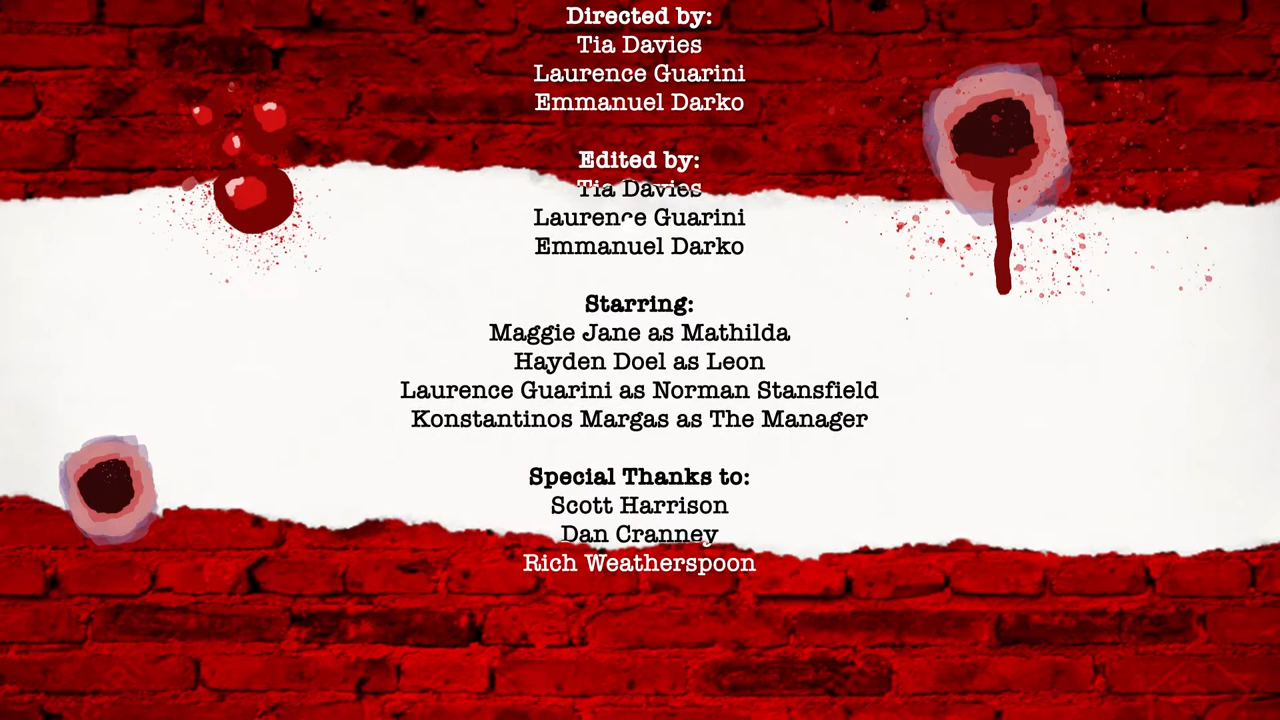 Directed by:
Tia Davies
Laurence Guarini
Emmanuel Darko
Edited by:
Tia Davies
Laurence Guarini
Emmanuel Darko
Starring:
Maggie Jane as Mathilda
Hayden Doel as Leon
Laurence Guarini as Norman Stansfield
Konstantinos Margas as The Manager
Special Thanks to:
Scott Harrison
Dan Cranney
Rich Weatherspoon